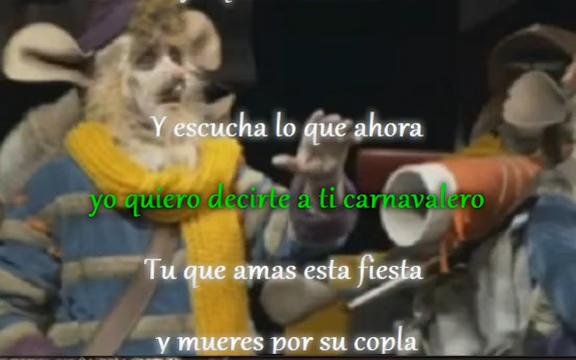 Y escucha lo que ahora
yo quiero decirte a ti carnavalero
Tu que amas esta fiesta
y mueres por su copla